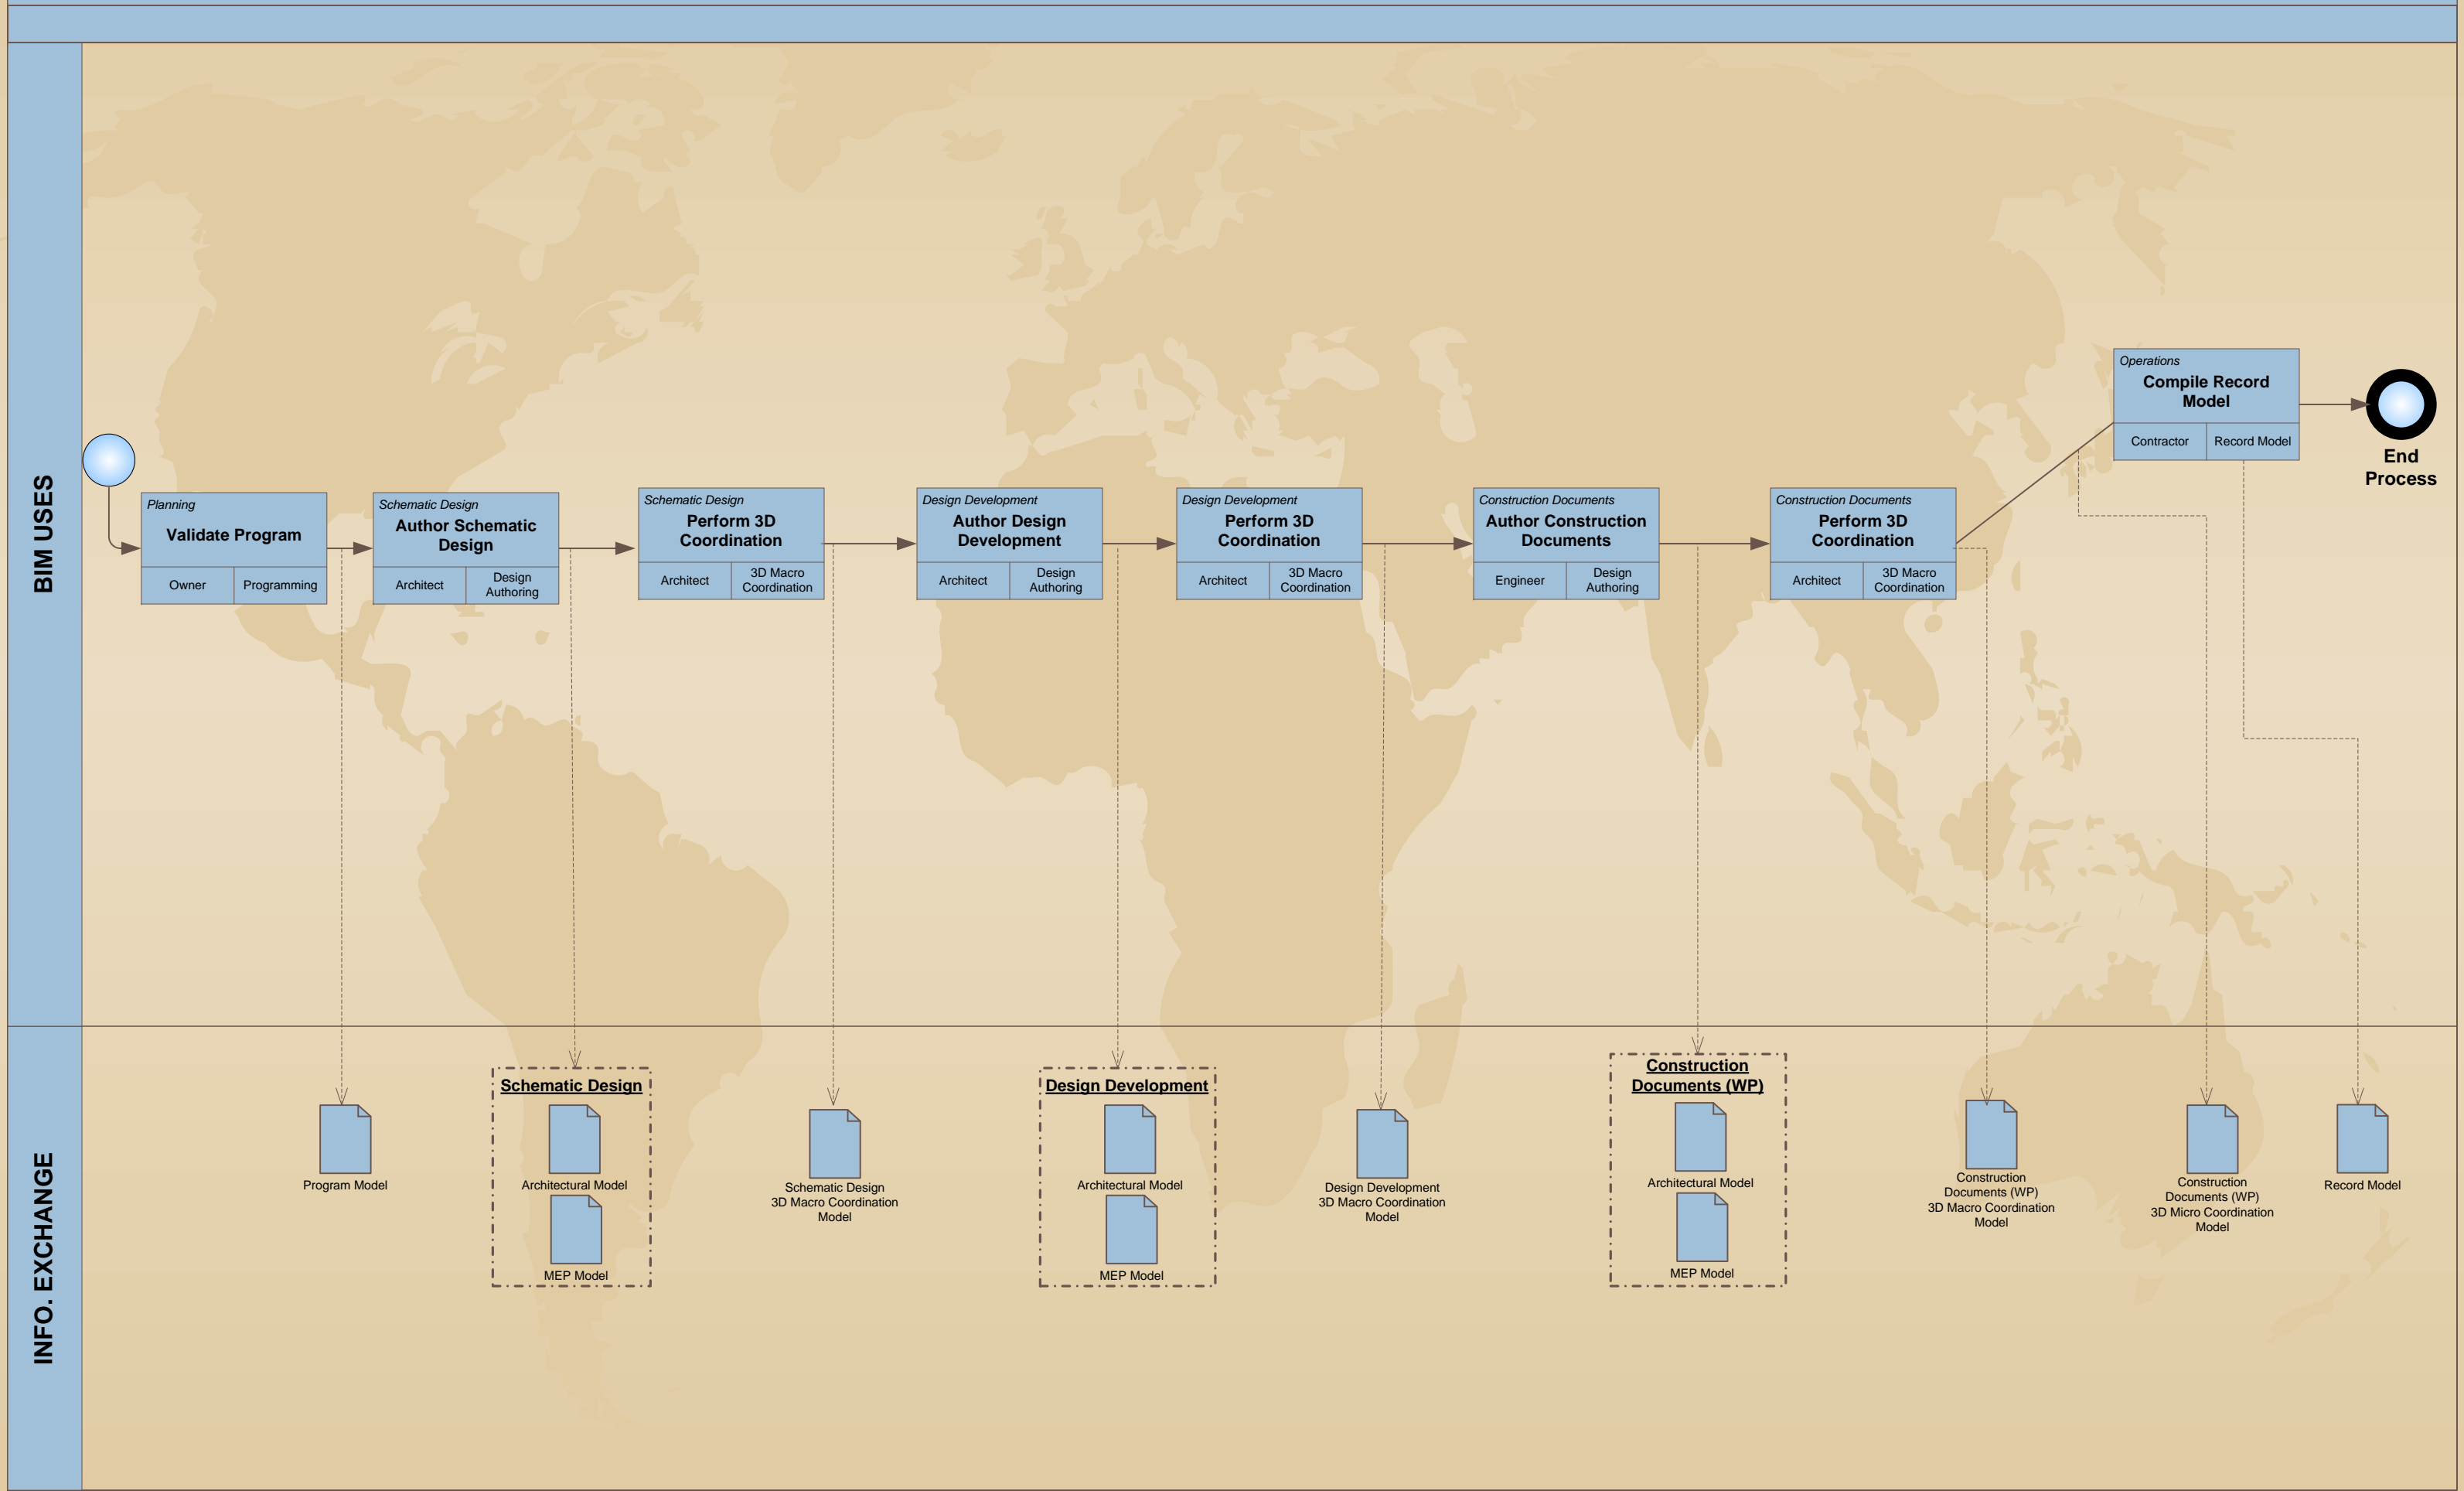 BIM USES
Planning
Validate Program
Owner
Programming
Schematic Design
Author Schematic
Design
Architect
Design
Authoring
Schematic Design
Perform 3D
Coordination
Architect
3D Macro
Coordination
Design Development
Author Design
Development
Architect
Design
Authoring
Design Development
Perform 3D
Coordination
Architect
3D Macro
Coordination
Construction Documents
Author Construction
Documents
Engineer
Design
Authoring
Construction Documents
Perform 3D
Coordination
Architect
3D Macro
Coordination
Operations
Compile Record
Model
Contractor
Record Model
End
Process
INFO. EXCHANGE
Program Model
Schematic Design
Architectural Model
MEP Model
Schematic Design
3D Macro Coordination
Model
Design Development
Architectural Model
MEP Model
Design Development
3D Macro Coordination
Model
Construction
Documents (WP)
Architectural Model
MEP Model
Construction
Documents (WP)
3D Macro Coordination
Model
Construction
Documents (WP)
3D Micro Coordination
Model
Record Model